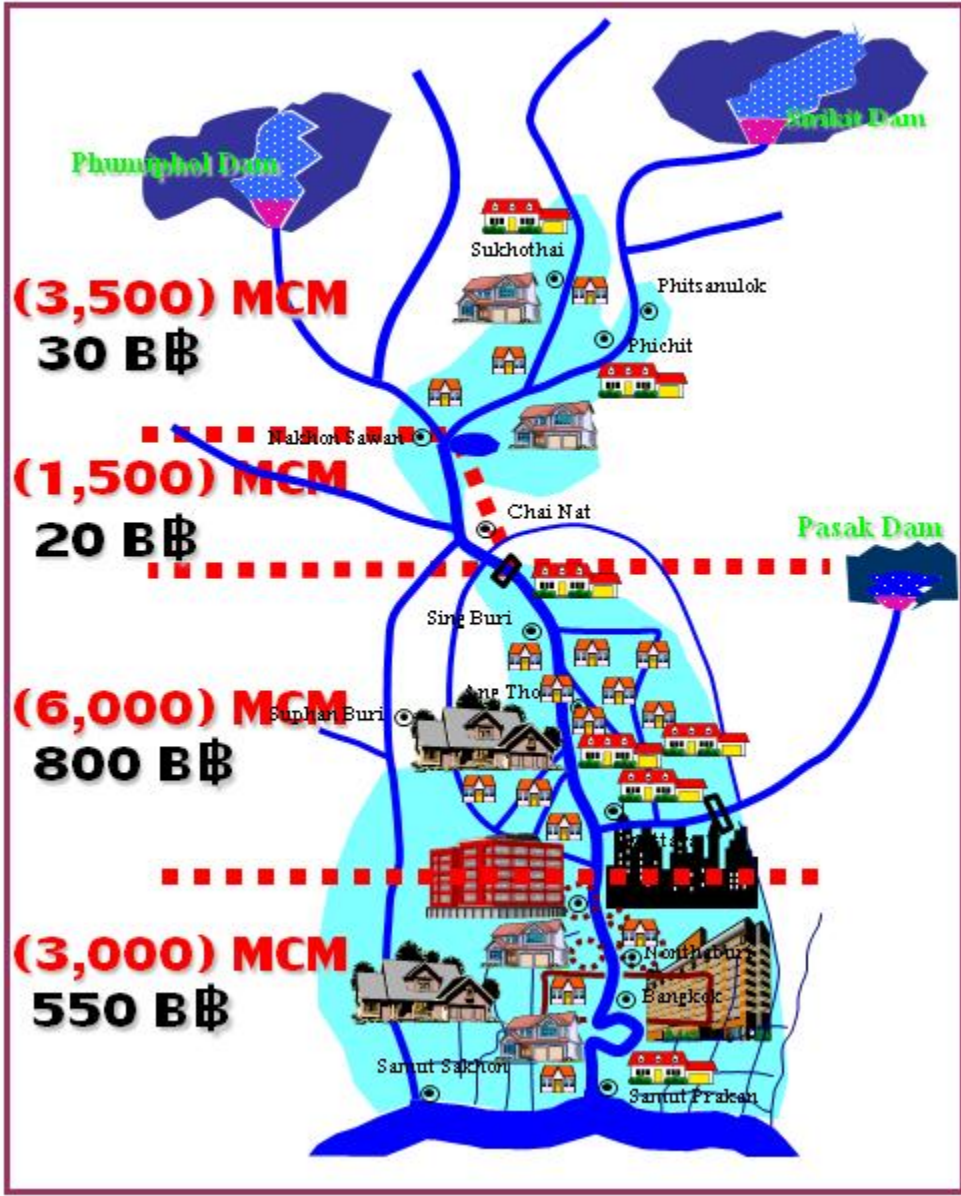 Sirikit Dam
Phumiphol Dam
Sukhothai
(3,500) MCM
30 B฿
Phitsanulok
Phichit
Nakhon Sawan
(1,500) MCM
20 B฿
Chai Nat
Pasak Dam
Sing Buri
Ang Tho
(6,000) MCM
Suphan Buri
800 B฿
(3,000) MCM
550 B฿
Nonthaburi
Bangkok
Samut Sakhon
Samut Prakan